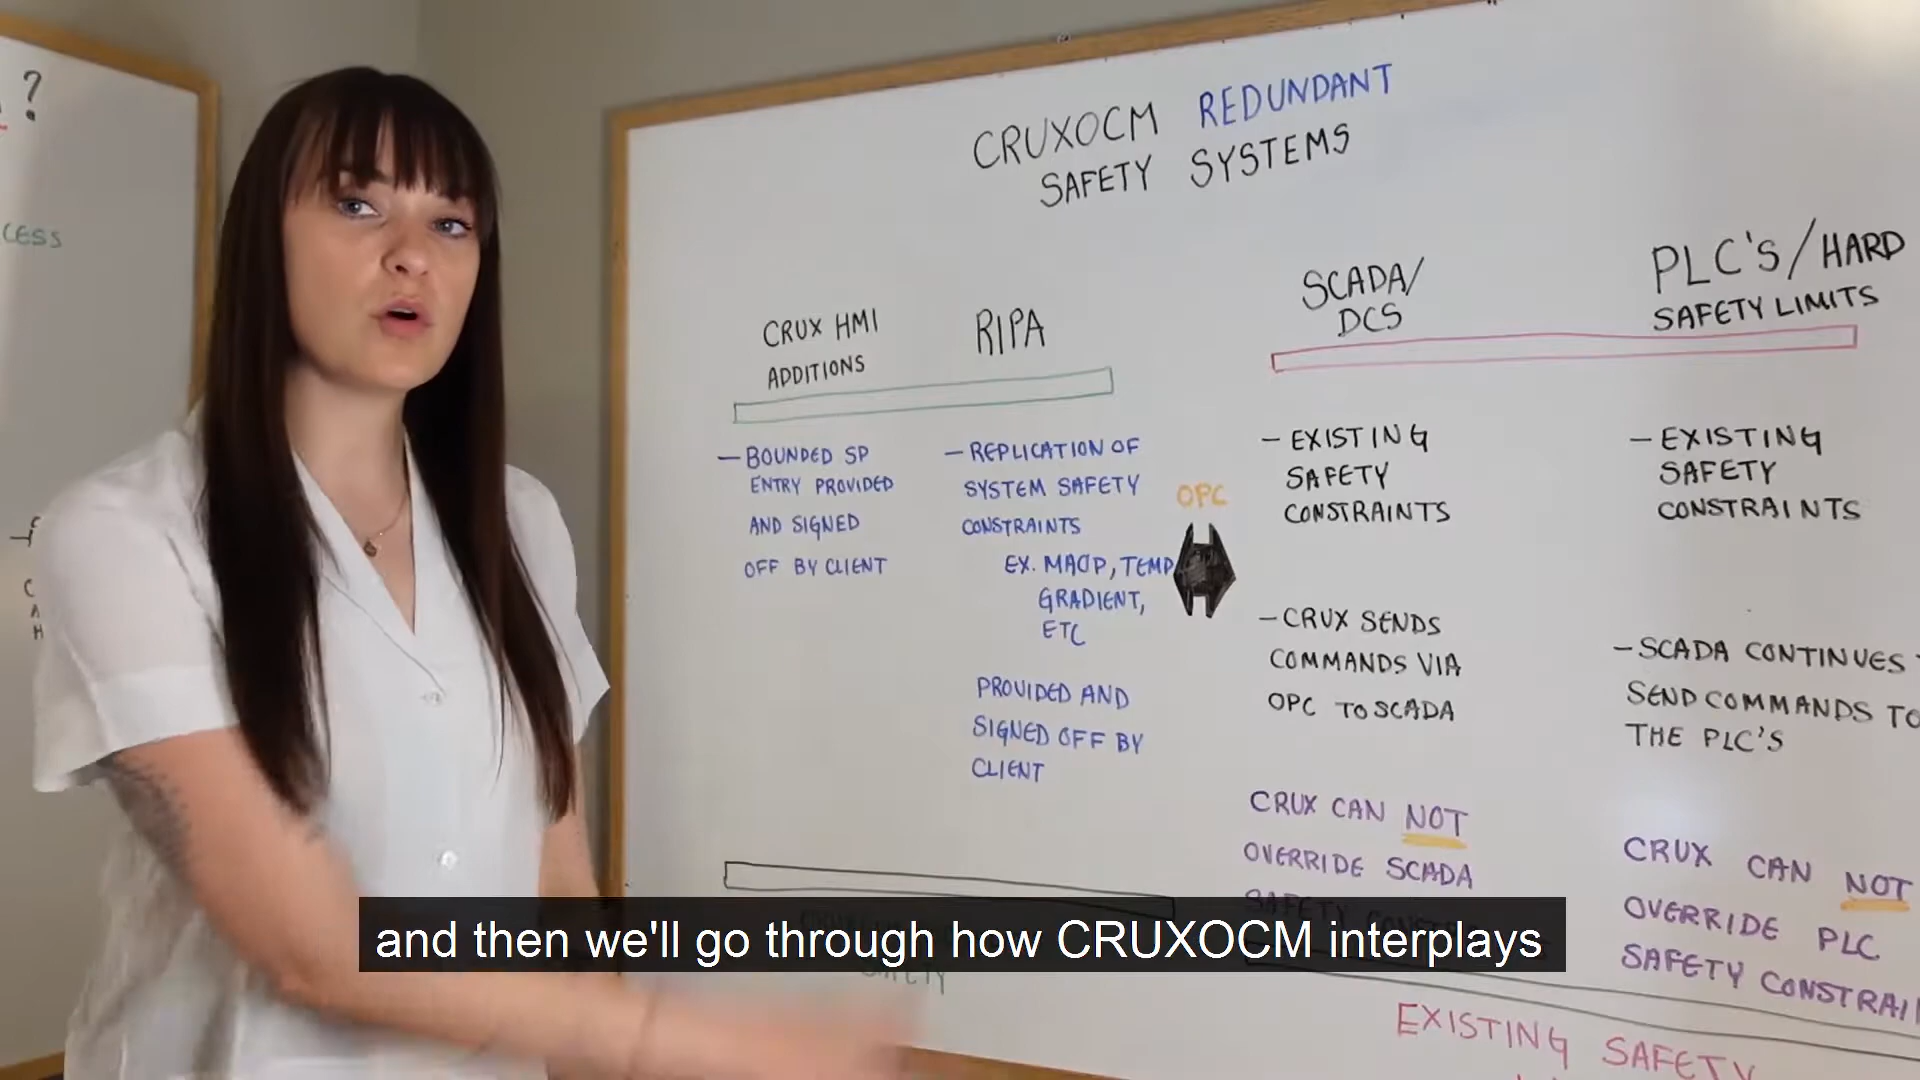 ?
CESS
CRUXOCM REDUNDANT
SAFETY SYSTEMS
CRUX HMI
ADDITIONS
— BOUNDED SP
ENTRY PROVIDED
AND SIGNED
OFF BY CLIENT
RIPA
— REPLICATION OF
SYSTEM SAFETY
CONSTRAINTS
EX. MAOP, TEMP
GRADIENT,
ETC
PROVIDED AND
SIGNED OFF BY
CLIENT
OPC
SCADA/
DCS
— EXISTING
SAFETY
CONSTRAINTS
— CRUX SENDS
COMMANDS VIA
OPC TO SCADA
CRUX CAN NOT
OVERRIDE SCADA
SAFETY
PLC'S/HARD
SAFETY LIMITS
— EXISTING
SAFETY
CONSTRAINTS
— SCADA CONTINUES
SEND COMMANDS TO
THE PLC'S
CRUX CAN NOT
OVERRIDE PLC
SAFETY CONSTRAI
SAFETY
EXISTING SAFETY
and then we'll go through how CRUXOCM interplays